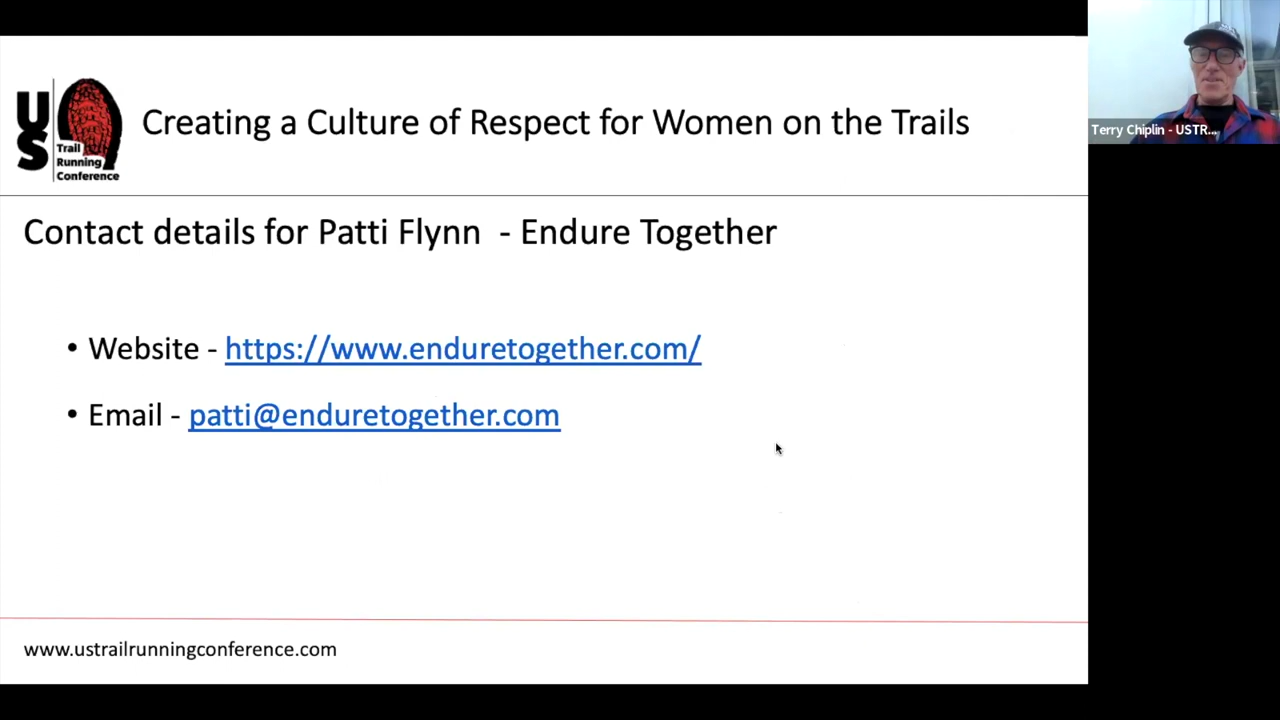 US
Trail
Running
Conference
Creating a Culture of Respect for Women on the Trails
Terry Chiplin - USTR...
Contact details for Patti Flynn - Endure Together
• Website - https://www.enduretogether.com/
• Email - patti@enduretogether.com
www.ustrailrunningconference.com